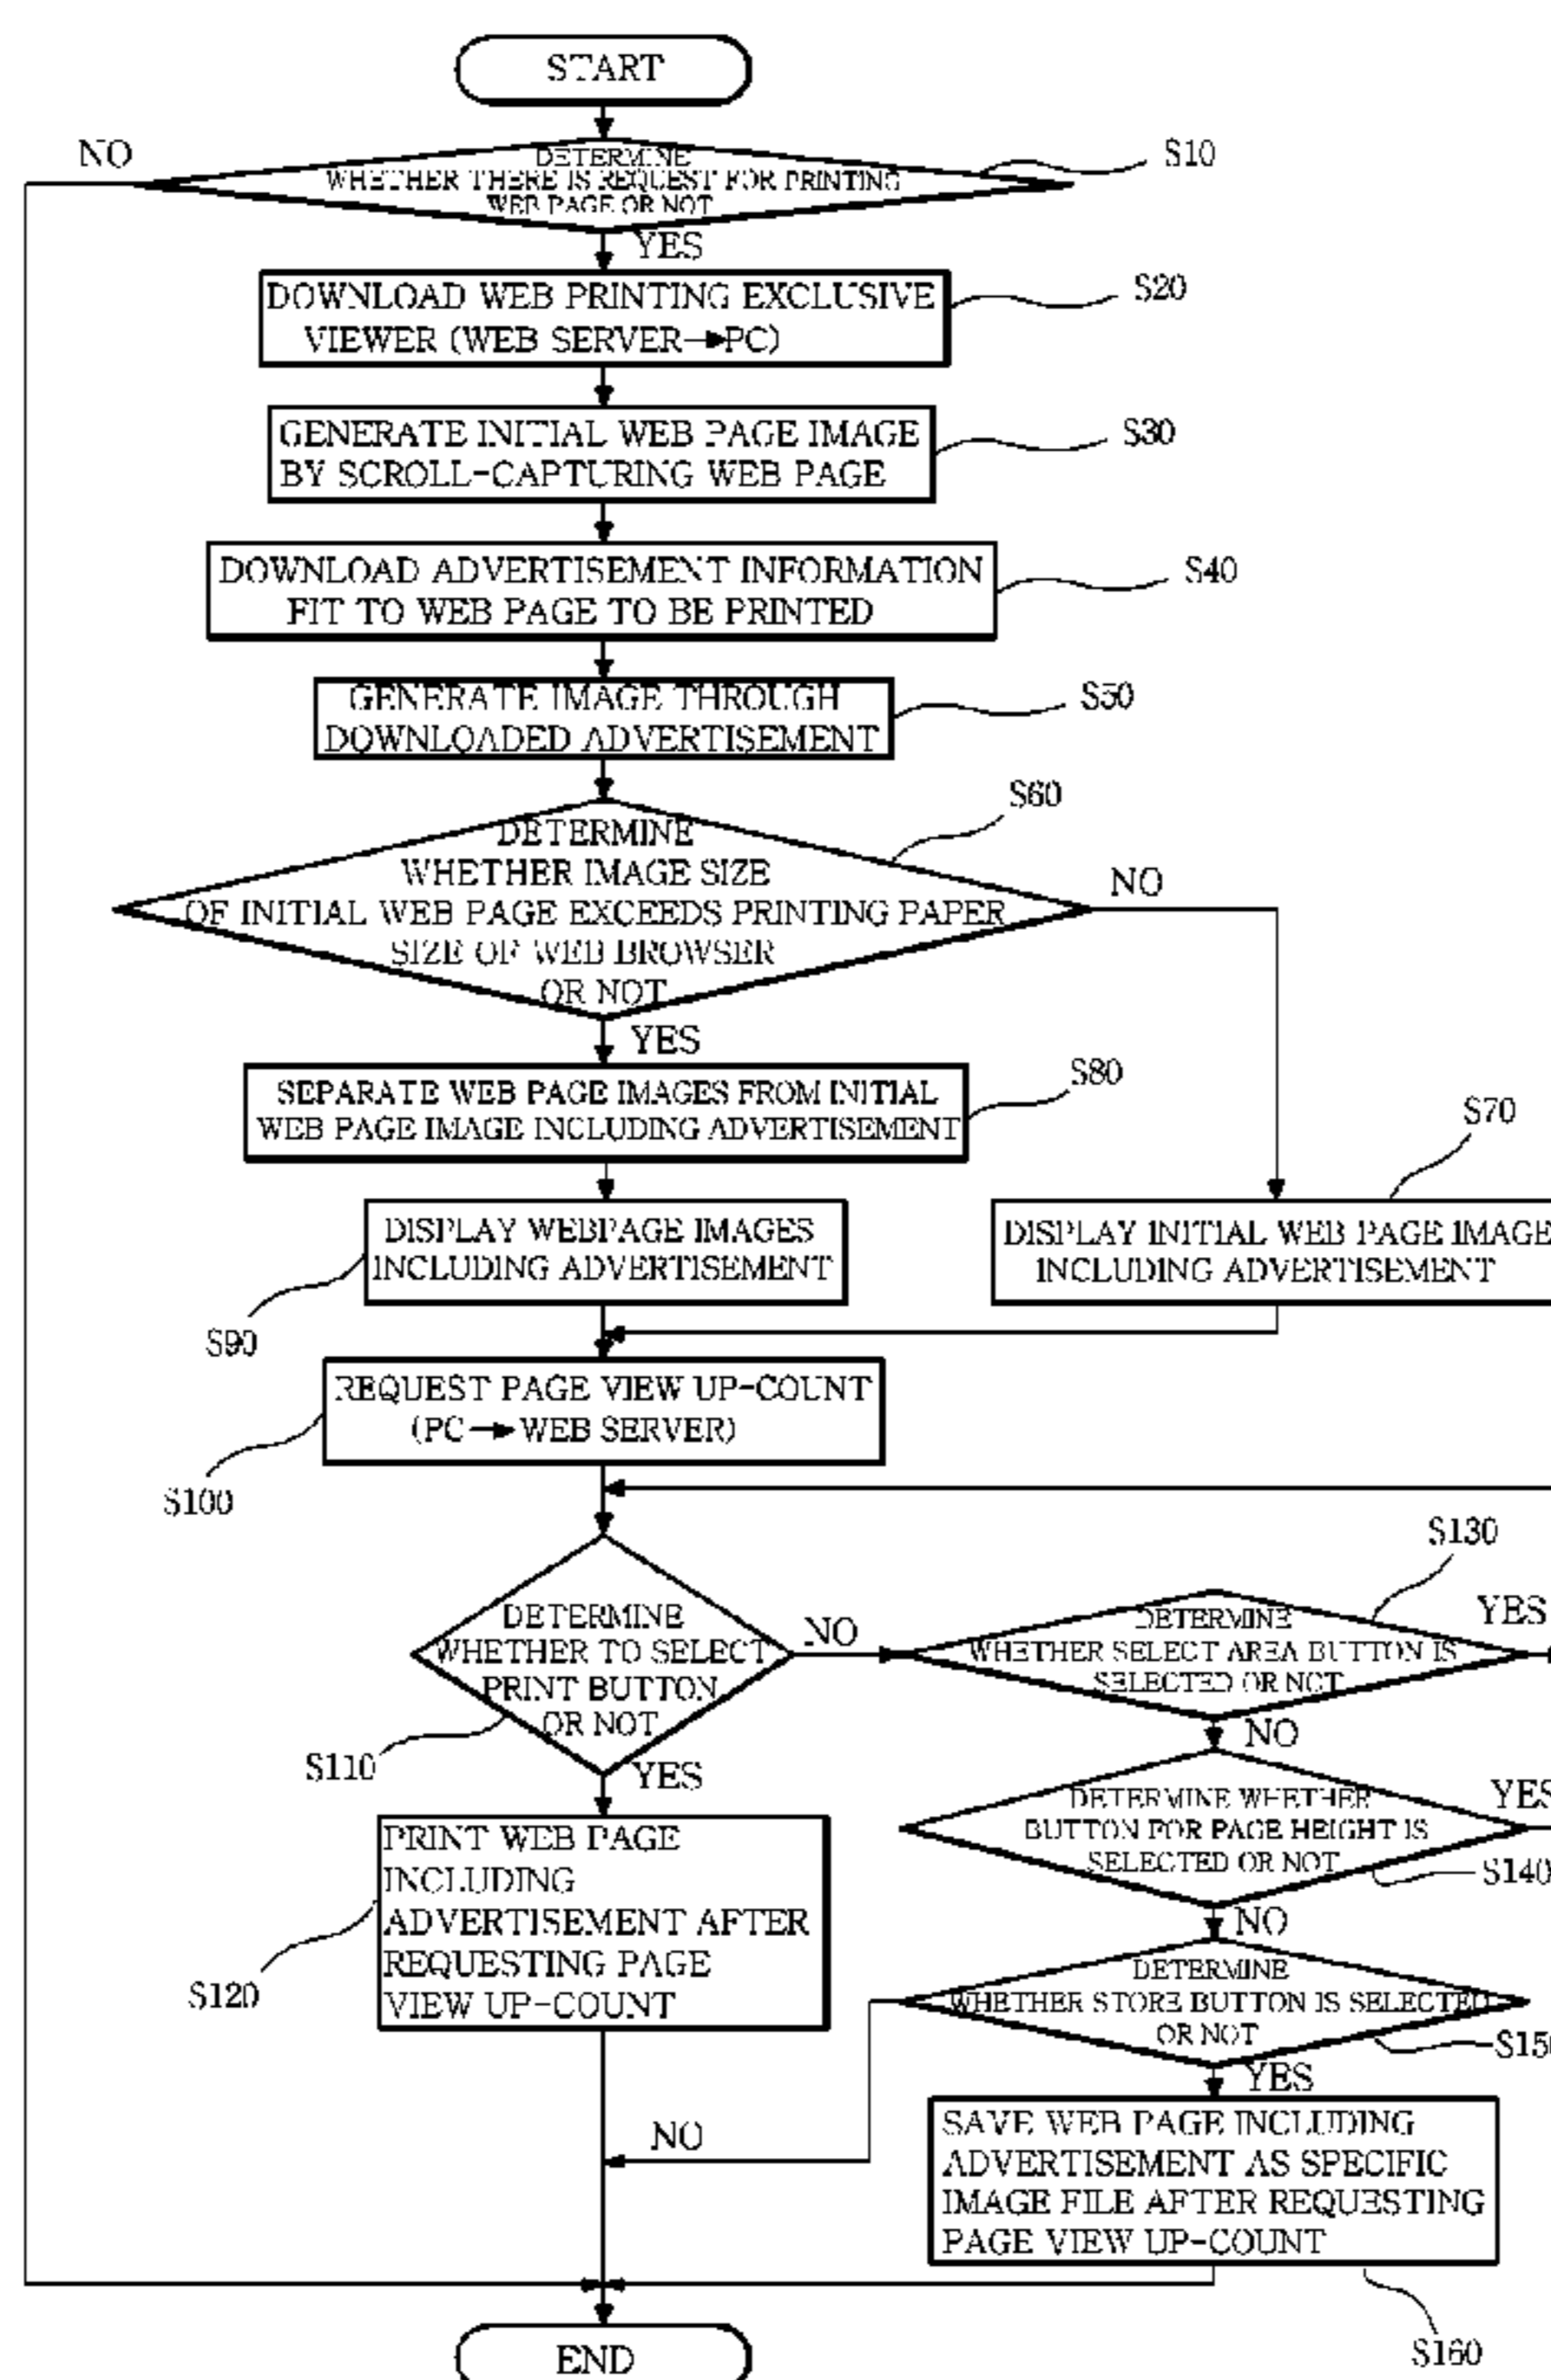 START
NO
DETERMINE
WHETHER THERE IS REQUEST FOR PRINTING
WEB PAGE OR NOT
S10
YES
DOWNLOAD WEB PRINTING EXCLUSIVE
VIEWER (WEB SERVER→PC)
S20
GENERATE INITIAL WEB PAGE IMAGE
BY SCROLL-CAPTURING WEB PAGE
S30
DOWNLOAD ADVERTISEMENT INFORMATION
FIT TO WEB PAGE TO BE PRINTED
S40
GENERATE IMAGE THROUGH
DOWNLOADED ADVERTISEMENT
S50
S60
DETERMINE
WHETHER IMAGE SIZE
OF INITIAL WEB PAGE EXCEEDS PRINTING PAPER
SIZE OF WEB BROWSER
OR NOT
NO
YES
SEPARATE WEB PAGE IMAGES FROM INITIAL
WEB PAGE IMAGE INCLUDING ADVERTISEMENT
S80
S70
DISPLAY WEBPAGE IMAGES
INCLUDING ADVERTISEMENT
S90
DISPLAY INITIAL WEB PAGE IMAGE
INCLUDING ADVERTISEMENT
REQUEST PAGE VIEW UP-COUNT
(PC→WEB SERVER)
S100
DETERMINE
WHETHER TO SELECT
PRINT BUTTON
OR NOT
S110
NO
S130
DETERMINE
WHETHER SELECT AREA BUTTON IS
SELECTED OR NOT
YES
NO
YES
DETERMINE WHETHER
BUTTON FOR PAGE HEIGHT IS
SELECTED OR NOT
YES
S140
NO
PRINT WEB PAGE
INCLUDING
ADVERTISEMENT AFTER
REQUESTING PAGE
VIEW UP-COUNT
S120
DETERMINE
WHETHER STORE BUTTON IS SELECTED
OR NOT
S150
YES
NO
SAVE WEB PAGE INCLUDING
ADVERTISEMENT AS SPECIFIC
IMAGE FILE AFTER REQUESTING
PAGE VIEW UP-COUNT
S160
END